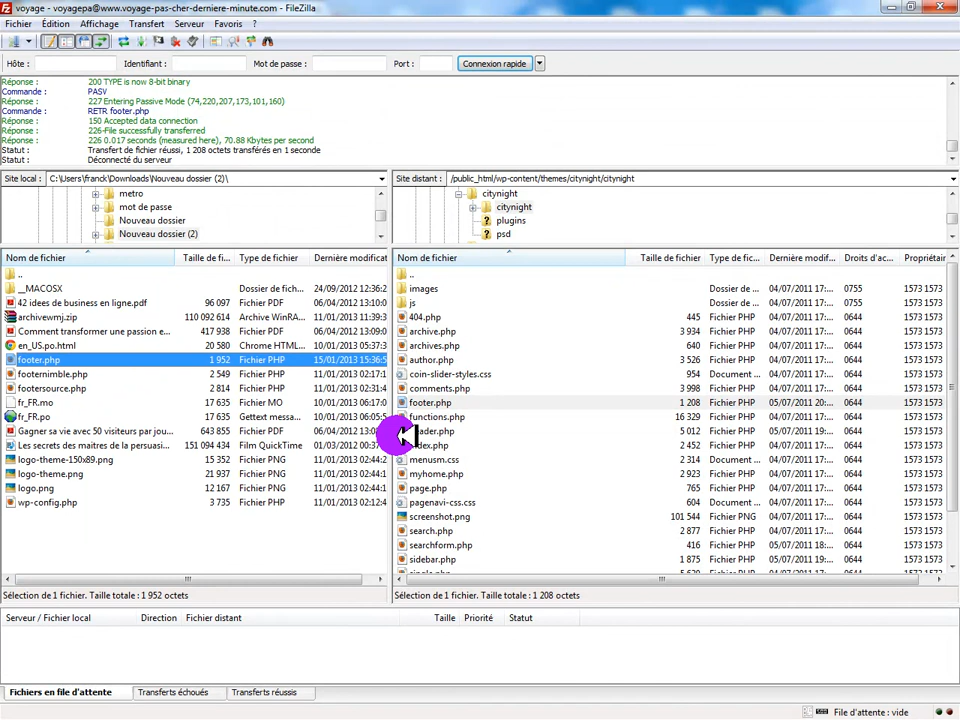 voyage - voyagepa@www.voyage-pas-cher-derniere-minute.com - FileZilla
Fichier Édition Affichage Transfert Serveur Favoris ?
Hôte : Identifiant : Mot de passe : Port : Connexion rapide
Réponse : 200 TYPE is now 8-bit binary
Commande : PASV
Réponse : 227 Entering Passive Mode (74,220,207,173,101,160)
Commande : RETR footer.php
Réponse : 150 Accepted data connection
Réponse : 226-File successfully transferred
Réponse : 226 0.017 seconds (measured here), 70.88 Kbytes per second
Statut : Transfert de fichier réussi, 1 208 octets transférés en 1 seconde
Statut : Déconnecté du serveur
Site local : C:\Users\franck\Downloads\Nouveau dossier (2)\
metro
mot de passe
Nouveau dossier
Nouveau dossier (2)
Site distant : /public_html/wp-content/themes/citynight/citynight
citynight
citynight
plugins
psd
Nom de fichier Taille de fi... Type de fichier Dernière modificat
..
__MACOSX Dossier de fich... 24/09/2012 12:36:2
42 idees de business en ligne.pdf 96 097 Fichier PDF 06/04/2012 13:10:0
archivewmj.zip 110 092 614 Archive WinRA... 11/01/2013 11:39:3
Comment transformer une passion e... 417 938 Fichier PDF 06/04/2012 13:09:0
en_US.po.html 20 580 Chrome HTML... 10/01/2013 05:37:3
footer.php 1 952 Fichier PHP 15/01/2013 15:36:5
footernimble.php 2 549 Fichier PHP 11/01/2013 02:17:1
footersource.php 2 814 Fichier PHP 11/01/2013 02:31:4
fr_FR.mo 17 635 Fichier MO 11/01/2013 06:17:0
fr_FR.po 17 635 Gettext messa... 10/01/2013 06:05:5
Gagner sa vie avec 50 visiteurs par jou... 643 855 Fichier PDF 06/04/2012 13:08
Les secrets des maitres de la persuasi... 151 094 434 Film QuickTime 01/03/2012 00:37
logo-theme-150x89.png 17 356 Fichier PNG 11/01/2013 02:44:2
logo-theme.png 21 937 Fichier PNG 11/01/2013 02:44:1
logo.png 12 167 Fichier PNG 11/01/2013 02:42:1
wp-config.php 3 735 Fichier PHP 11/01/2013 02:12:4
Sélection de 1 fichier. Taille totale : 1 952 octets
Nom de fichier Taille de fichier Type de fic... Dernière modif... Droits d'ac... Propriétair
..
images Dossier de ... 04/07/2011 17:... 0755 1573 1573
js Dossier de ... 04/07/2011 17:... 0755 1573 1573
404.php 445 Fichier PHP 04/07/2011 17:... 0644 1573 1573
archive.php 3 934 Fichier PHP 04/07/2011 17:... 0644 1573 1573
archives.php 640 Fichier PHP 04/07/2011 17:... 0644 1573 1573
author.php 3 526 Fichier PHP 04/07/2011 17:... 0644 1573 1573
coin-slider-styles.css 954 Document ... 04/07/2011 17:... 0644 1573 1573
comments.php 3 998 Fichier PHP 04/07/2011 17:... 0644 1573 1573
footer.php 1 208 Fichier PHP 05/07/2011 20:... 0644 1573 1573
functions.php 16 329 Fichier PHP 04/07/2011 17:... 0644 1573 1573
ader.php 5 012 Fichier PHP 05/07/2011 19:... 0644 1573 1573
dex.php 2 452 Fichier PHP 04/07/2011 17:... 0644 1573 1573
menusm.css 2 314 Document ... 04/07/2011 17:... 0644 1573 1573
myhome.php 2 923 Fichier PHP 04/07/2011 17:... 0644 1573 1573
page.php 765 Fichier PHP 04/07/2011 17:... 0644 1573 1573
pagenavi-css.css 604 Document ... 04/07/2011 17:... 0644 1573 1573
screenshot.png 101 544 Fichier PNG 04/07/2011 17:... 0644 1573 1573
search.php 2 877 Fichier PHP 04/07/2011 17:... 0644 1573 1573
searchform.php 416 Fichier PHP 05/07/2011 18:... 0644 1573 1573
sidebar.php 1 875 Fichier PHP 05/07/2011 19:... 0644 1573 1573
Sélection de 1 fichier. Taille totale : 1 208 octets
Serveur / Fichier local Direction Fichier distant Taille Priorité Statut
Fichiers en file d'attente Transferts échoués Transferts réussis
File d'attente : vide